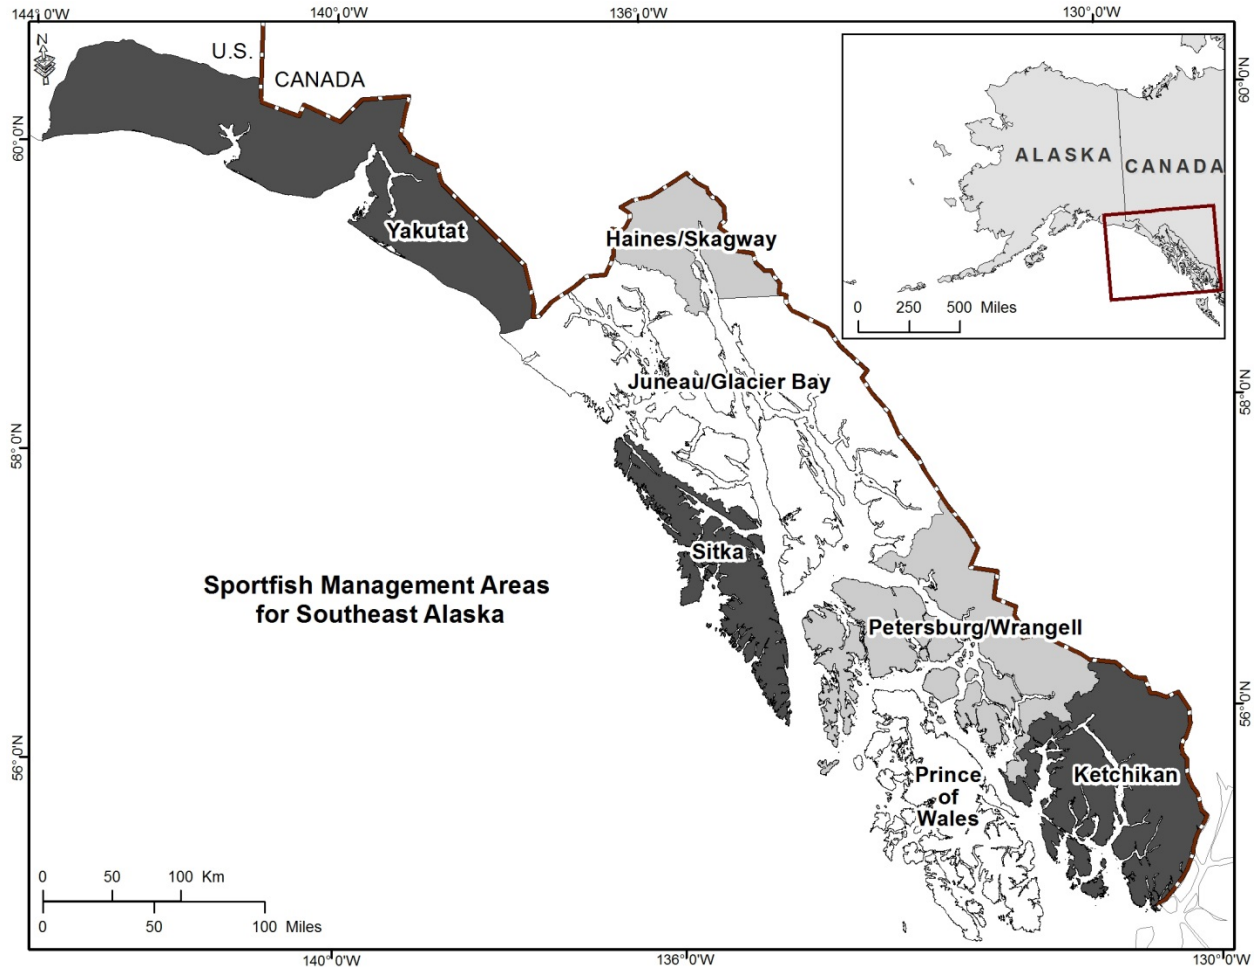 144° 0'W
140° 0'W
136° 0'W
130° 0'W
N
U.S.
CANADA
60° 0'N
60° 0'N
ALASKA
CANADA
0 250 500 Miles
Yakutat
Haines/Skagway
Juneau/Glacier Bay
58° 0'N
58° 0'N
Sitka
Sportfish Management Areas
for Southeast Alaska
Petersburg/Wrangell
56° 0'N
56° 0'N
Prince
of
Wales
Ketchikan
0 50 100 Km
0 50 100 Miles
140° 0'W
136° 0'W
130° 0'W